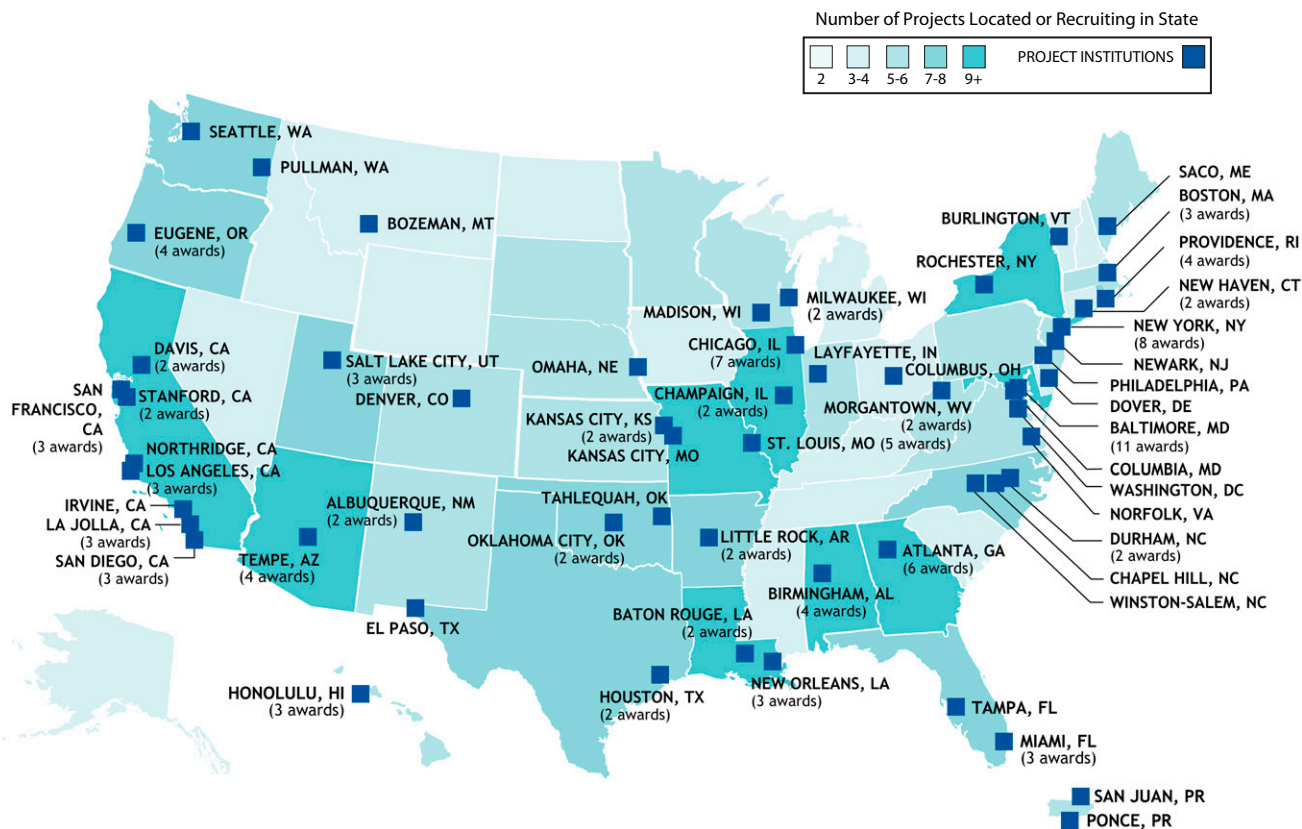 Number of Projects Located or Recruiting in State
2
3-4
5-6
7-8
9+
PROJECT INSTITUTIONS
SEATTLE, WA
PULLMAN, WA
EUGENE, OR
(4 awards)
BOZEMAN, MT
DAVIS, CA
(2 awards)
SAN
FRANCISCO,
CA
(3 awards)
STANFORD, CA
(2 awards)
NORTHRIDGE, CA
LOS ANGELES, CA
(3 awards)
IRVINE, CA
LA JOLLA, CA
(3 awards)
SAN DIEGO, CA
(3 awards)
SALT LAKE CITY, UT
(3 awards)
DENVER, CO
TEMPE, AZ
(4 awards)
ALBUQUERQUE, NM
(2 awards)
EL PASO, TX
HONOLULU, HI
(3 awards)
OMAHA, NE
KANSAS CITY, KS
(2 awards)
KANSAS CITY, MO
TAHLEQUAH, OK
OKLAHOMA CITY, OK
(2 awards)
HOUSTON, TX
(2 awards)
MADISON, WI
MILWAUKEE, WI
(2 awards)
CHICAGO, IL
(7 awards)
CHAMPAIGN, IL
(2 awards)
ST. LOUIS, MO (5 awards)
LITTLE ROCK, AR
(2 awards)
BATON ROUGE, LA
(2 awards)
NEW ORLEANS, LA
(3 awards)
BIRMINGHAM, AL
(4 awards)
ATLANTA, GA
(6 awards)
LAYFAYETTE, IN
COLUMBUS, OH
MORGANTOWN, WV
(2 awards)
TAMPA, FL
MIAMI, FL
(3 awards)
SAN JUAN, PR
PONCE, PR
BURLINGTON, VT
ROCHESTER, NY
SACO, ME
BOSTON, MA
(3 awards)
PROVIDENCE, RI
(4 awards)
NEW HAVEN, CT
(2 awards)
NEW YORK, NY
(8 awards)
NEWARK, NJ
PHILADELPHIA, PA
DOVER, DE
BALTIMORE, MD
(11 awards)
COLUMBIA, MD
WASHINGTON, DC
NORFOLK, VA
DURHAM, NC
(2 awards)
CHAPEL HILL, NC
WINSTON-SALEM, NC